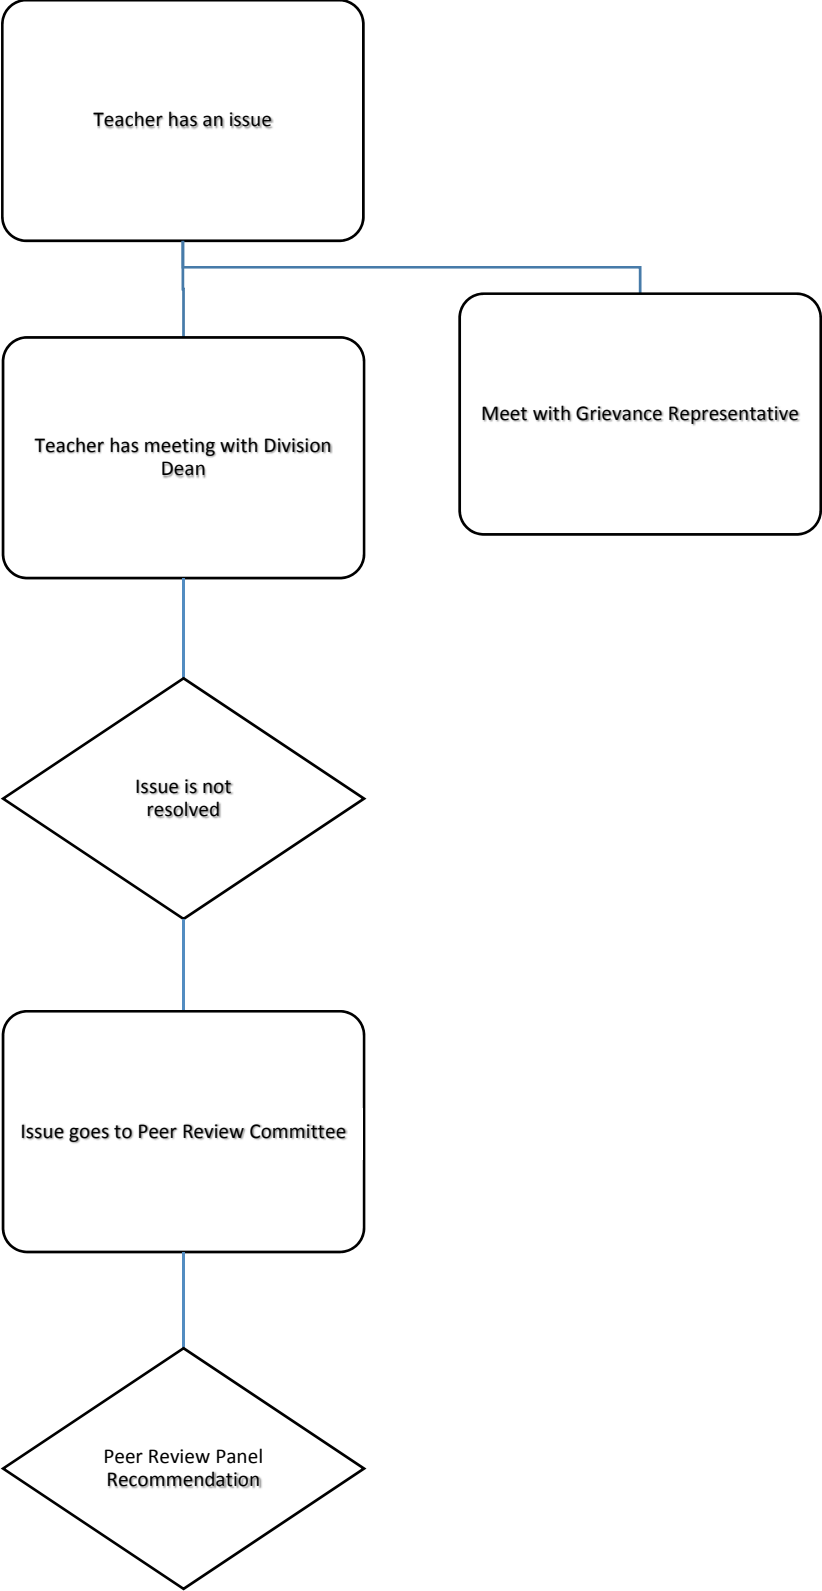 Teacher has an issue
Meet with Grievance Representative
Teacher has meeting with Division
Dean
Issue is not
resolved
Issue goes to Peer Review Committee
Peer Review Panel
Recommendation